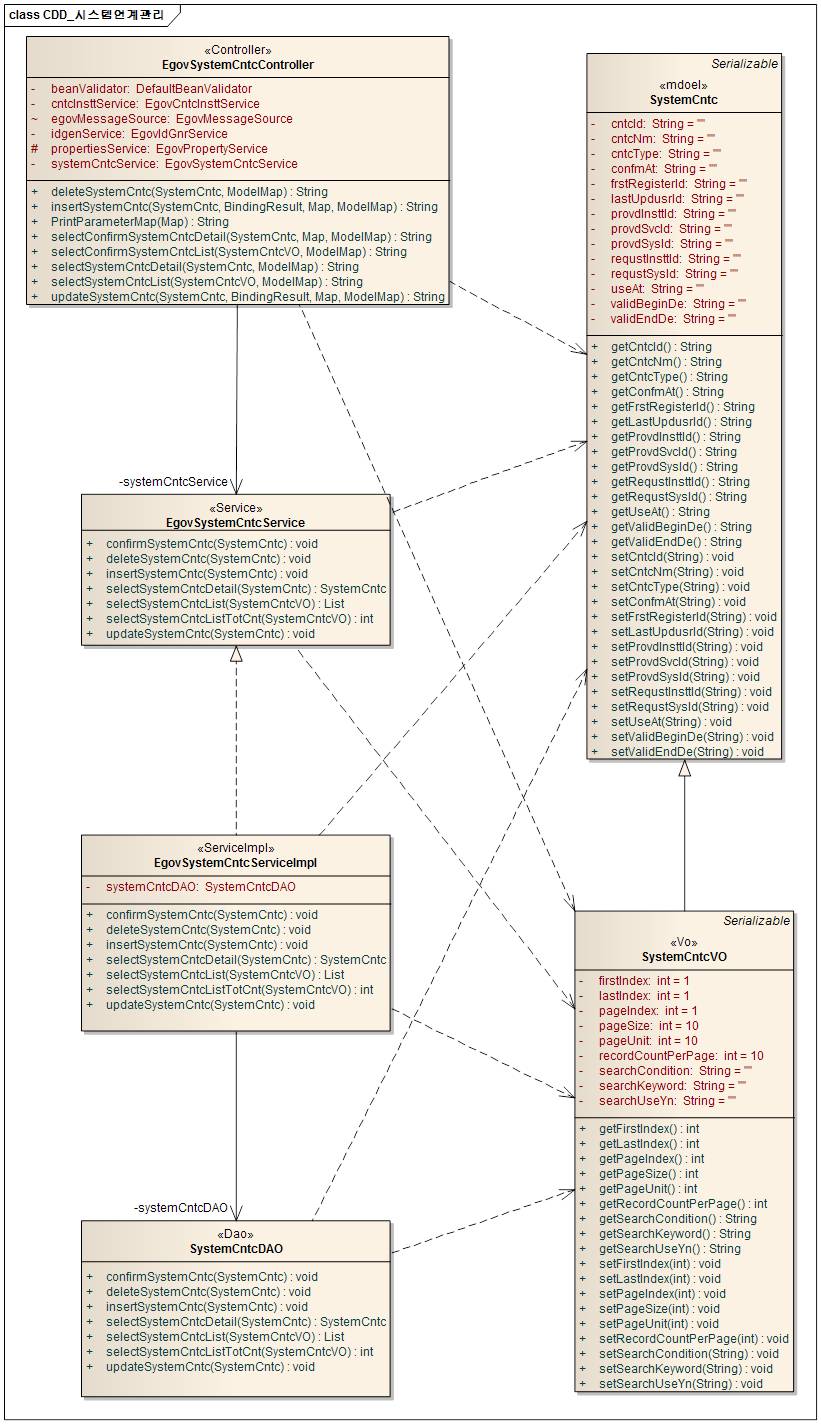 class CDD_시스템연계관리
«Controller»
EgovSystemCntcController
- beanValidator: DefaultBeanValidator
- cntcInsttService: EgovCntcInsttService
~ egovMessageSource: EgovMessageSource
- idgenService: EgovIdGnrService
# propertiesService: EgovPropertyService
- systemCntcService: EgovSystemCntcService
+ deleteSystemCntc(SystemCntc, ModelMap) : String
+ insertSystemCntc(SystemCntc, BindingResult, Map, ModelMap) : String
+ PrintParameterMap(Map) : String
+ selectConfirmSystemCntcDetail(SystemCntc, Map, ModelMap) : String
+ selectConfirmSystemCntcList(SystemCntcVO, ModelMap) : String
+ selectSystemCntcDetail(SystemCntc, ModelMap) : String
+ selectSystemCntcList(SystemCntcVO, ModelMap) : String
+ updateSystemCntc(SystemCntc, BindingResult, Map, ModelMap) : String
-systemCntcService
«Service»
EgovSystemCntcService
+ confirmSystemCntc(SystemCntc) : void
+ deleteSystemCntc(SystemCntc) : void
+ insertSystemCntc(SystemCntc) : void
+ selectSystemCntcDetail(SystemCntc) : SystemCntc
+ selectSystemCntcList(SystemCntcVO) : List
+ selectSystemCntcListTotCnt(SystemCntcVO) : int
+ updateSystemCntc(SystemCntc) : void
«ServiceImpl»
EgovSystemCntcServiceImpl
- systemCntcDAO: SystemCntcDAO
+ confirmSystemCntc(SystemCntc) : void
+ deleteSystemCntc(SystemCntc) : void
+ insertSystemCntc(SystemCntc) : void
+ selectSystemCntcDetail(SystemCntc) : SystemCntc
+ selectSystemCntcList(SystemCntcVO) : List
+ selectSystemCntcListTotCnt(SystemCntcVO) : int
+ updateSystemCntc(SystemCntc) : void
-systemCntcDAO
«Dao»
SystemCntcDAO
+ confirmSystemCntc(SystemCntc) : void
+ deleteSystemCntc(SystemCntc) : void
+ insertSystemCntc(SystemCntc) : void
+ selectSystemCntcDetail(SystemCntc) : SystemCntc
+ selectSystemCntcList(SystemCntcVO) : List
+ selectSystemCntcListTotCnt(SystemCntcVO) : int
+ updateSystemCntc(SystemCntc) : void
Serializable
«mdoel»
SystemCntc
- cntcId: String = ""
- cntcNm: String = ""
- cntcType: String = ""
- confmAt: String = ""
- frstRegisterId: String = ""
- lastUpdusrId: String = ""
- provdInsttId: String = ""
- provdSvcId: String = ""
- provdSysId: String = ""
- requstInsttId: String = ""
- requstSysId: String = ""
- useAt: String = ""
- validBeginDe: String = ""
- validEndDe: String = ""
+ getCntcId() : String
+ getCntcNm() : String
+ getCntcType() : String
+ getConfmAt() : String
+ getFrstRegisterId() : String
+ getLastUpdusrId() : String
+ getProvdInsttId() : String
+ getProvdSvcId() : String
+ getProvdSysId() : String
+ getRequstInsttId() : String
+ getRequstSysId() : String
+ getUseAt() : String
+ getValidBeginDe() : String
+ getValidEndDe() : String
+ setCntcId(String) : void
+ setCntcNm(String) : void
+ setCntcType(String) : void
+ setConfmAt(String) : void
+ setFrstRegisterId(String) : void
+ setLastUpdusrId(String) : void
+ setProvdInsttId(String) : void
+ setProvdSvcId(String) : void
+ setProvdSysId(String) : void
+ setRequstInsttId(String) : void
+ setRequstSysId(String) : void
+ setUseAt(String) : void
+ setValidBeginDe(String) : void
+ setValidEndDe(String) : void
Serializable
«Vo»
SystemCntcVO
- firstIndex: int = 1
- lastIndex: int = 1
- pageIndex: int = 1
- pageSize: int = 10
- pageUnit: int = 10
- recordCountPerPage: int = 10
- searchCondition: String = ""
- searchKeyword: String = ""
- searchUseYn: String = ""
+ getFirstIndex() : int
+ getLastIndex() : int
+ getPageIndex() : int
+ getPageSize() : int
+ getPageUnit() : int
+ getRecordCountPerPage() : int
+ getSearchCondition() : String
+ getSearchKeyword() : String
+ getSearchUseYn() : String
+ setFirstIndex(int) : void
+ setLastIndex(int) : void
+ setPageIndex(int) : void
+ setPageSize(int) : void
+ setPageUnit(int) : void
+ setRecordCountPerPage(int) : void
+ setSearchCondition(String) : void
+ setSearchKeyword(String) : void
+ setSearchUseYn(String) : void